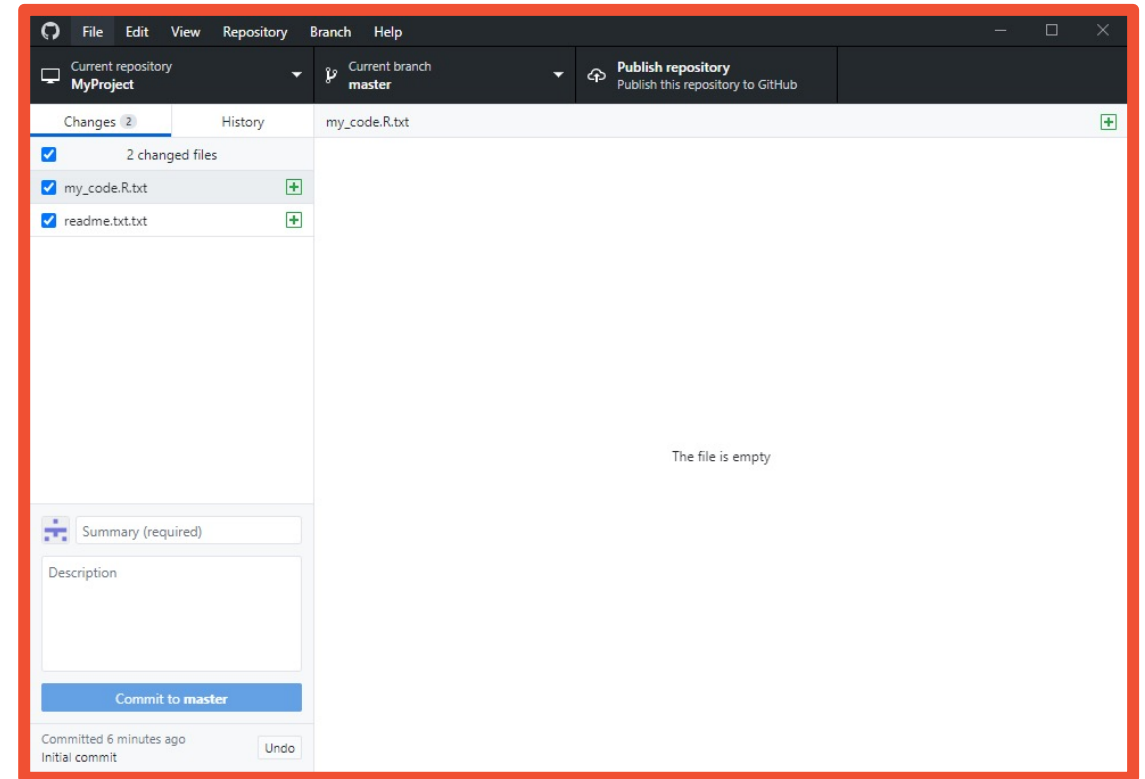 File Edit View Repository Branch Help
Current repository
MyProject
Current branch
master
Publish repository
Publish this repository to GitHub
Changes 2 History
my_code.R.txt
2 changed files
my_code.R.txt
readme.txt.txt
The file is empty
Summary (required)
Description
Commit to master
Committed 6 minutes ago
Initial commit
Undo